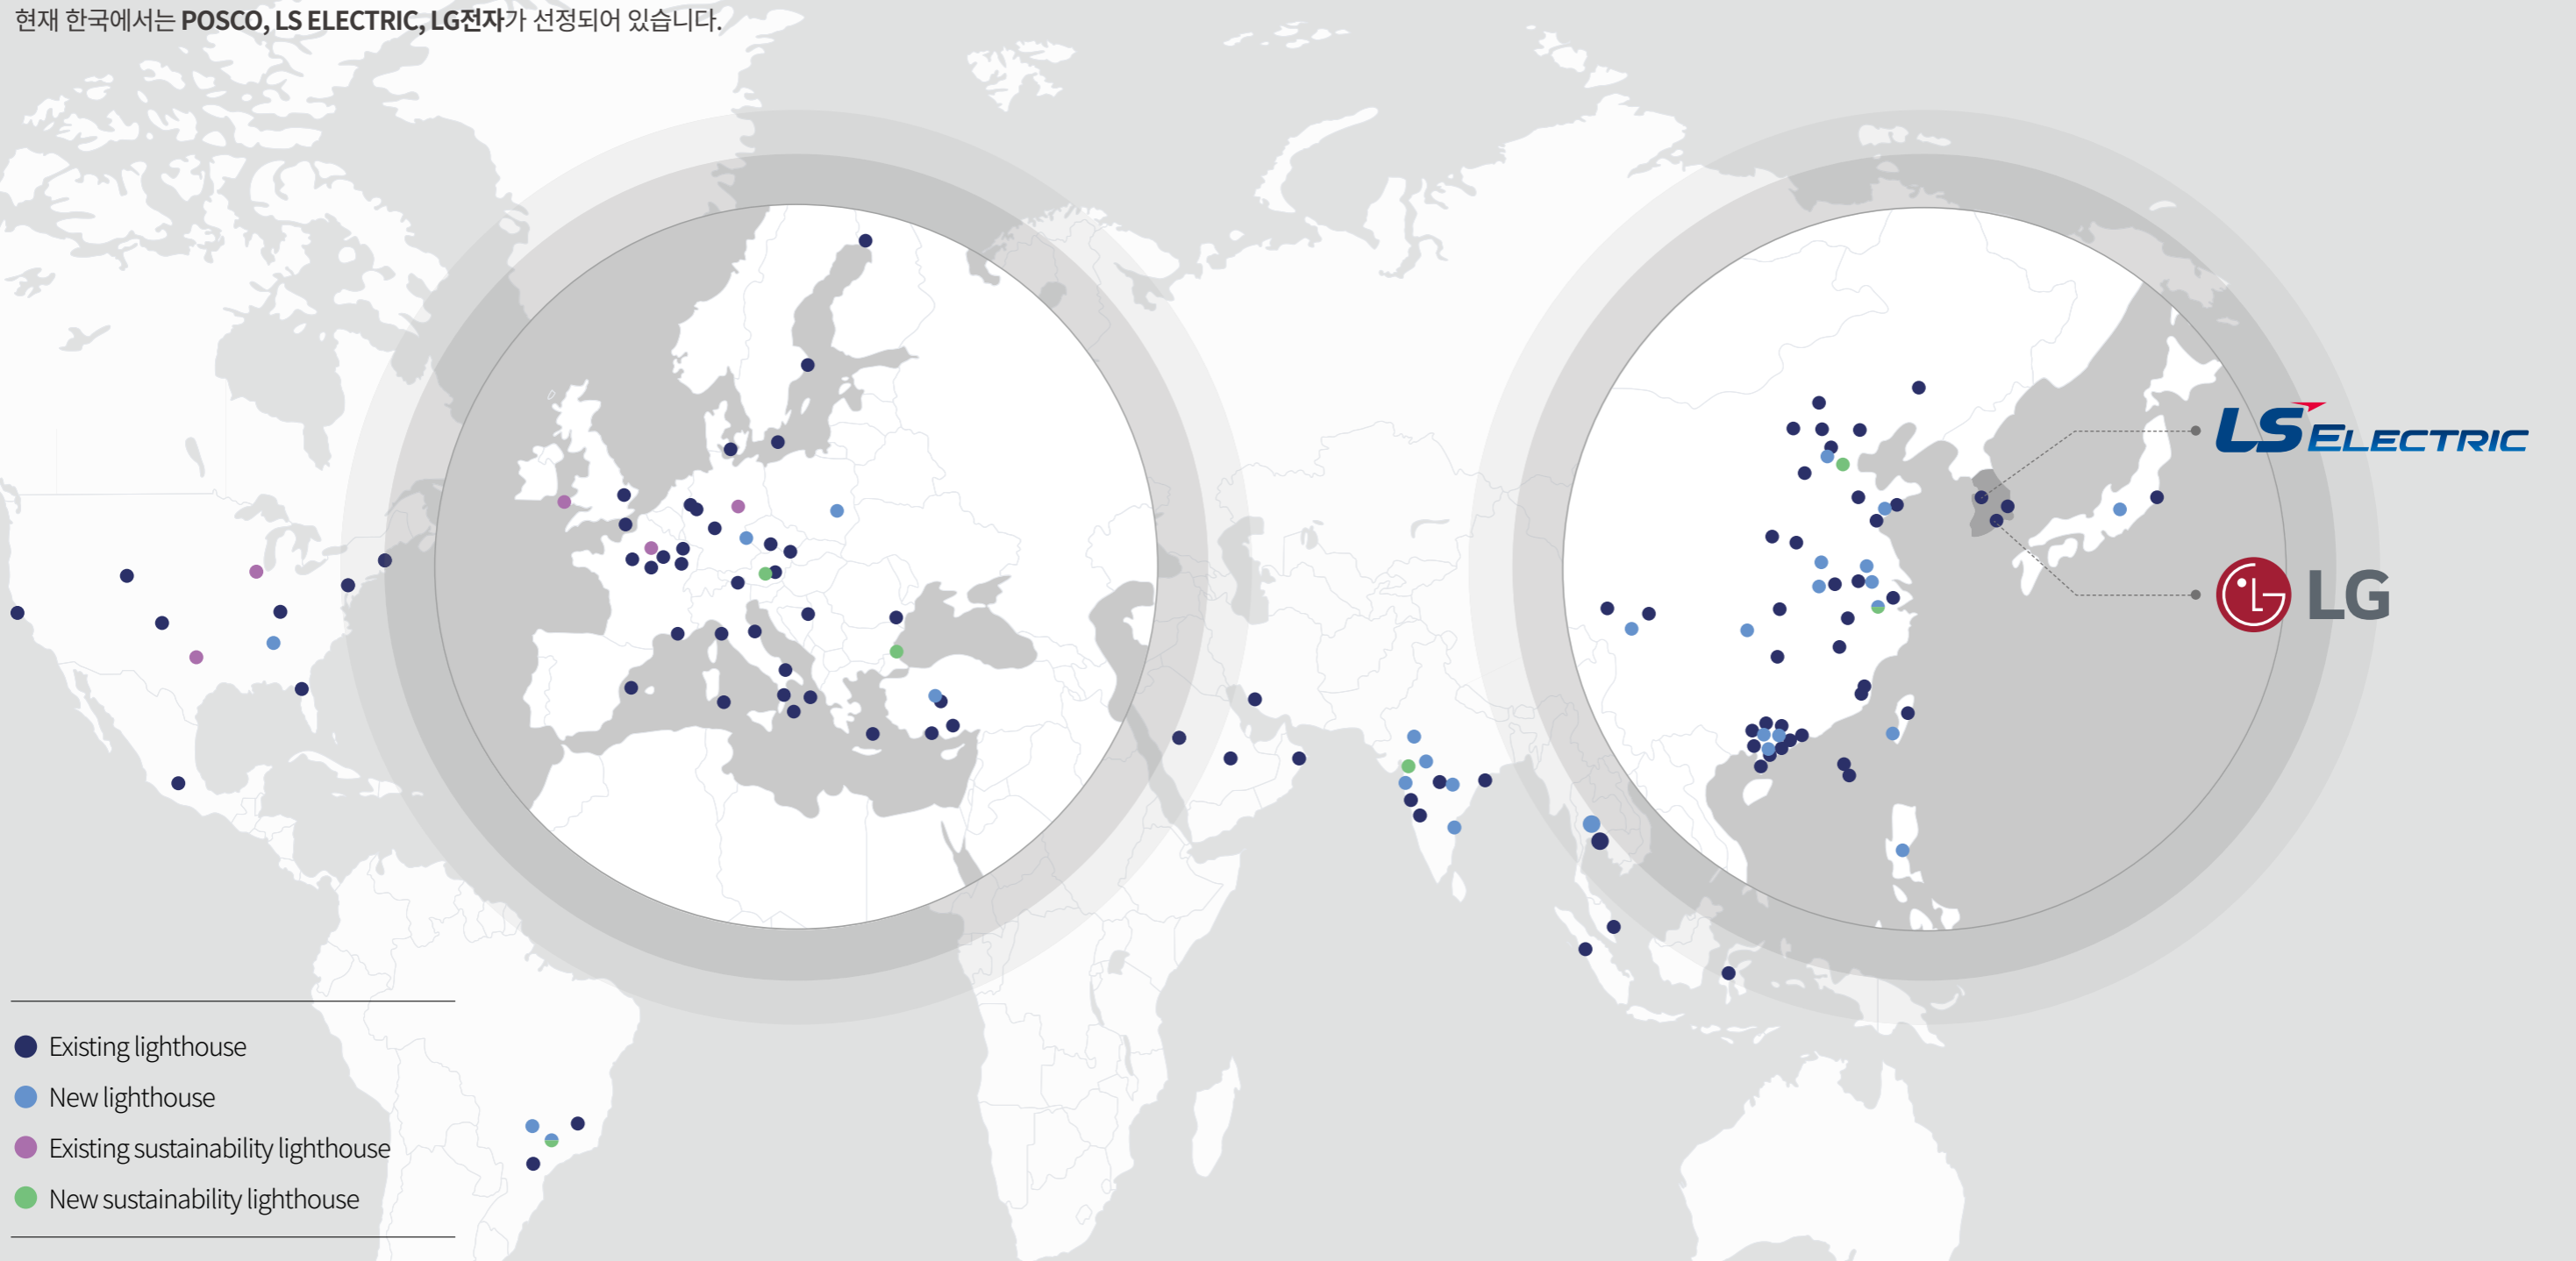 현재 한국에서는 POSCO, LS ELECTRIC, LG전자가 선정되어 있습니다.
LS ELECTRIC
LG
Existing lighthouse
New lighthouse
Existing sustainability lighthouse
New sustainability lighthouse